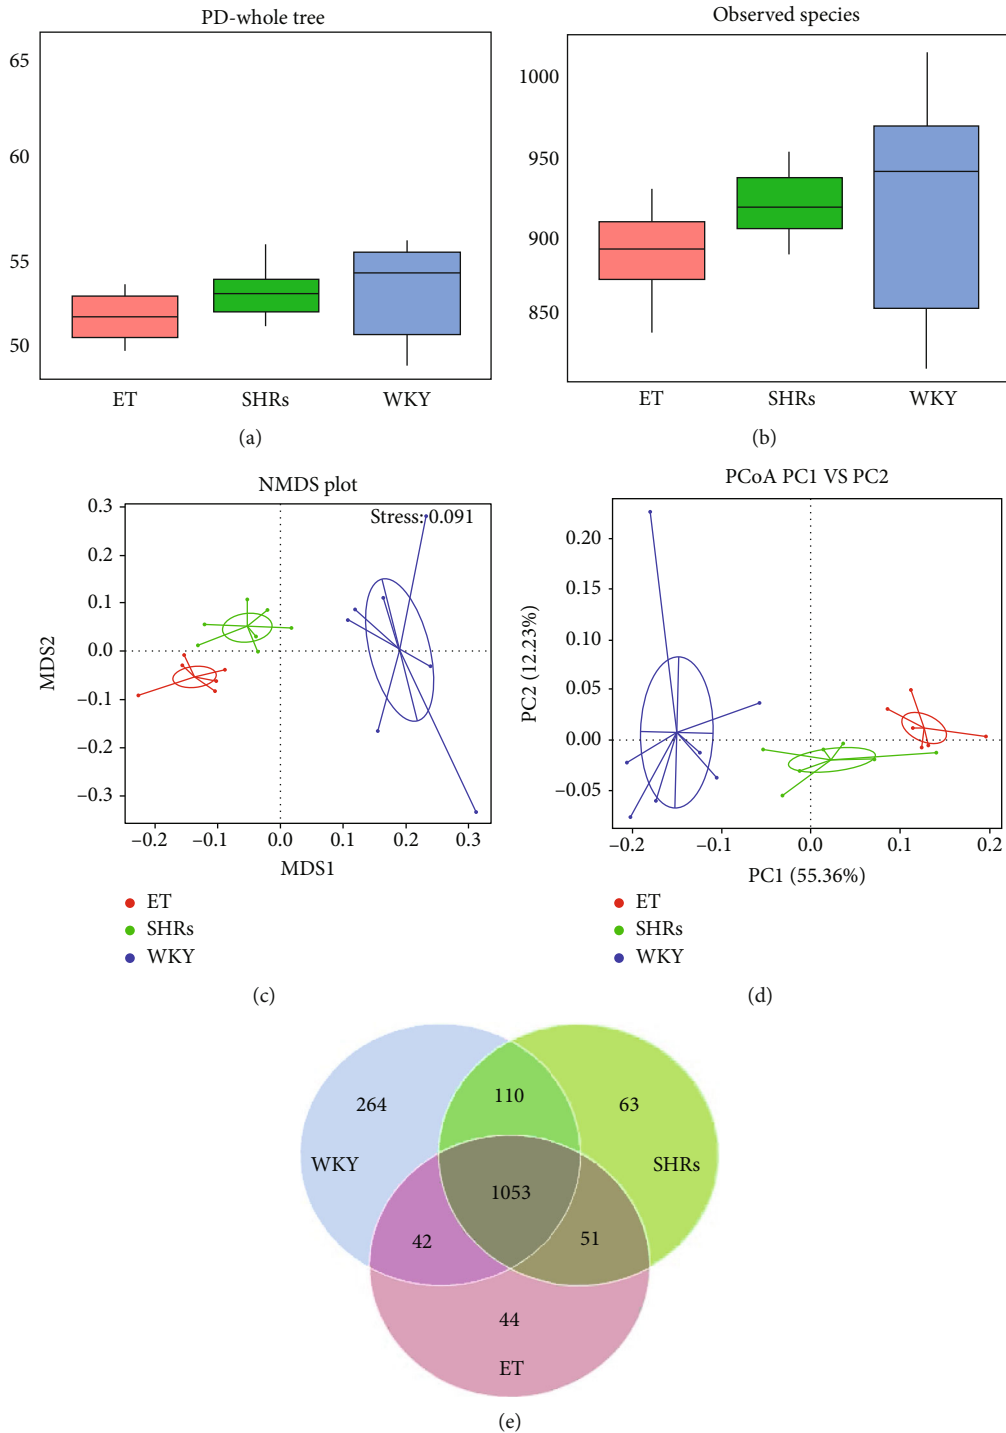 PD-whole tree
65
60
55
50
ET SHRs WKY
(a)
Observed species
1000
950
900
850
ET SHRs WKY
(b)
NMDS plot
Stress: 0.091
MDS2
0.3
0.2
0.1
0.0
−0.1
−0.2
−0.3
−0.2 −0.1 0.0 0.1 0.2 0.3
MDS1
ET
SHRs
WKY
(c)
PCoA PC1 VS PC2
PC2 (12.23%)
0.20
0.15
0.10
0.05
0.00
−0.05
−0.2 −0.1 0.0 0.1 0.2
PC1 (55.36%)
ET
SHRs
WKY
(d)
264 110 63
WKY SHRs
1053
42 51
44
ET
(e)